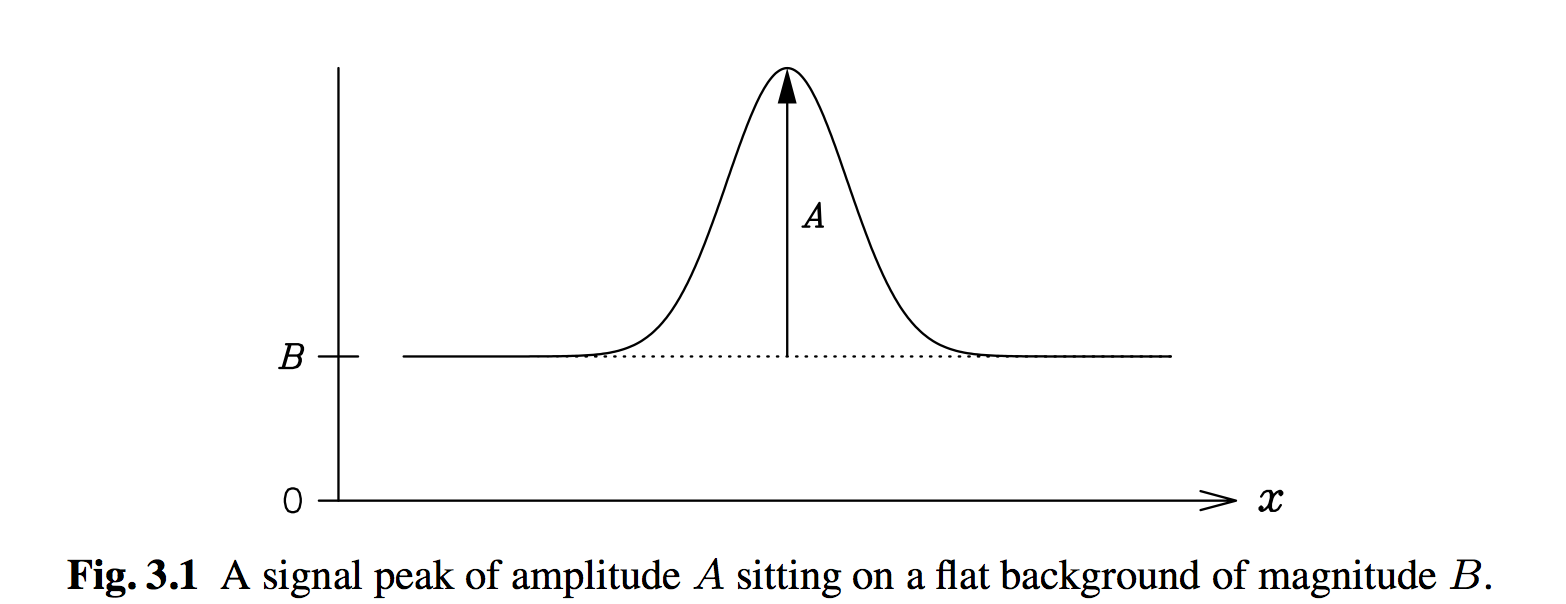 A
B
0
x
Fig. 3.1 A signal peak of amplitude A sitting on a flat background of magnitude B.